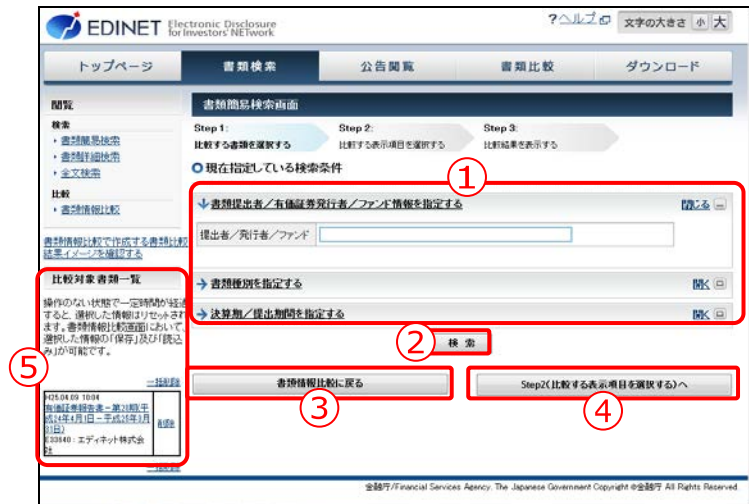 EDINET Electronic Disclosure for Investors' NETwork
?ヘルプ 文字の大きさ 小 大
トップページ 書類検索 公告閲覧 書類比較 ダウンロード
閲覧
検索
・書類簡易検索
・書類詳細検索
・全文検索
比較
・書類情報比較
書類情報比較で作成する書類比較
結果イメージを確認する
比較対象書類一覧
操作のない状態で一定時間が経過
すると、選択した情報はリセットされ
ます。書類情報比較画面において、
選択した情報の「保存」及び「読込
み」が可能です。
⑤
一括削除
H25.04.09 10:04
有価証券報告書－第28期(平
成24年4月1日－平成25年3月
31日)
削除
E33840：エディネット株式会
社
一括削除
書類簡易検索画面
Step 1: Step 2: Step 3:
比較する書類を選択する 比較する表示項目を選択する 比較結果を表示する
現在指定している検索条件
①
書類提出者／有価証券発行者／ファンド情報を指定する 閉じる
提出者／発行者／ファンド
→ 書類種別を指定する 開く
→ 決算期／提出期間を指定する 開く
② 検索
書類情報比較に戻る Step2(比較する表示項目を選択する)へ
③ ④
金融庁/Financial Services Agency. The Japanese Government Copyright ©金融庁 All Rights Reserved.